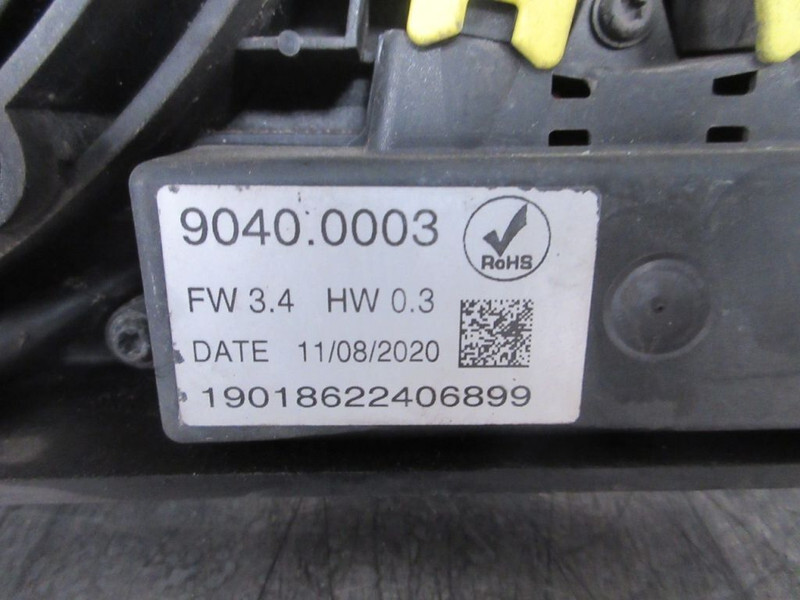 9040.0003
RoHS
FW 3.4 HW 0.3
DATE 11/08/2020
19018622406899